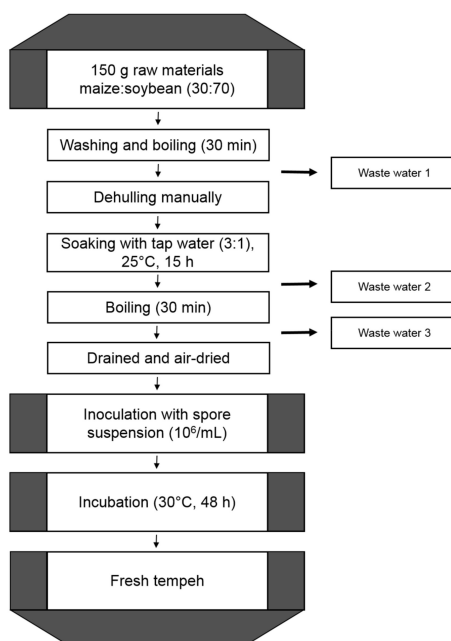 150 g raw materials
maize:soybean (30:70)
Washing and boiling (30 min)
Waste water 1
Dehulling manually
Soaking with tap water (3:1),
25°C, 15 h
Waste water 2
Boiling (30 min)
Waste water 3
Drained and air-dried
Inoculation with spore
suspension (10⁶/mL)
Incubation (30°C, 48 h)
Fresh tempeh